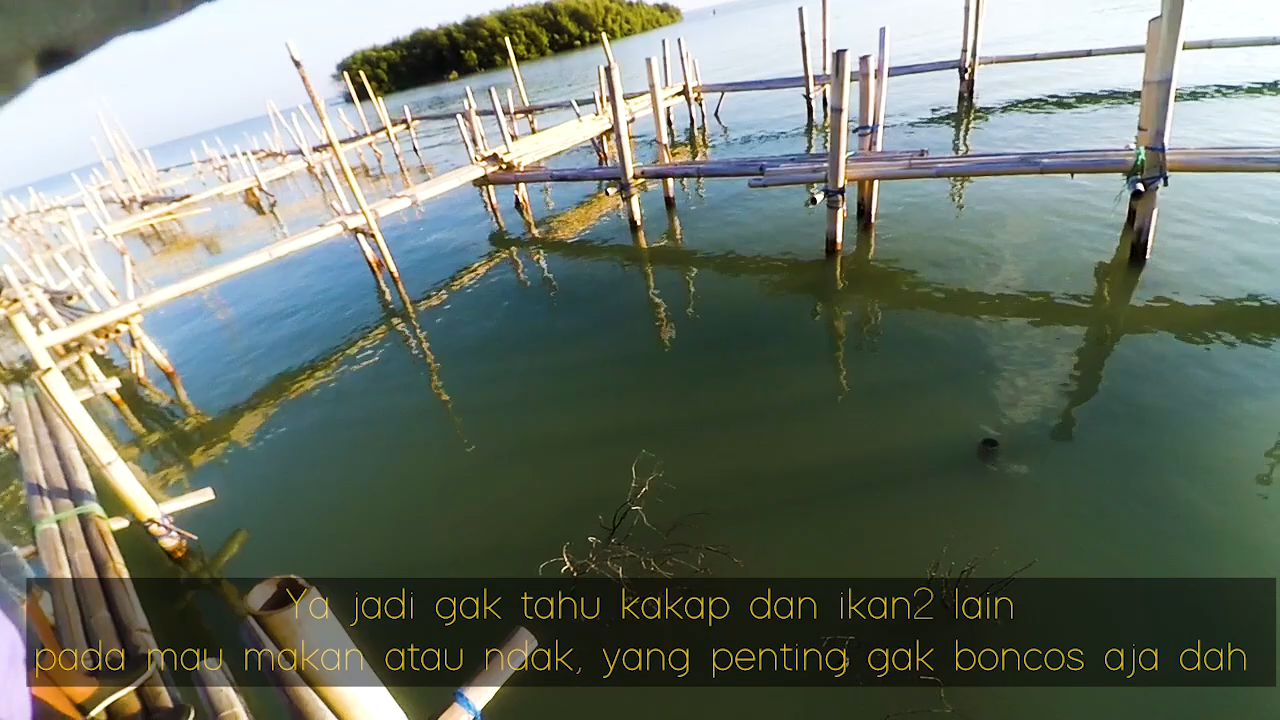 Ya jadi gak tahu kakap dan ikan2 lain
pada mau makan atau ndak, yang penting gak boncos aja dah